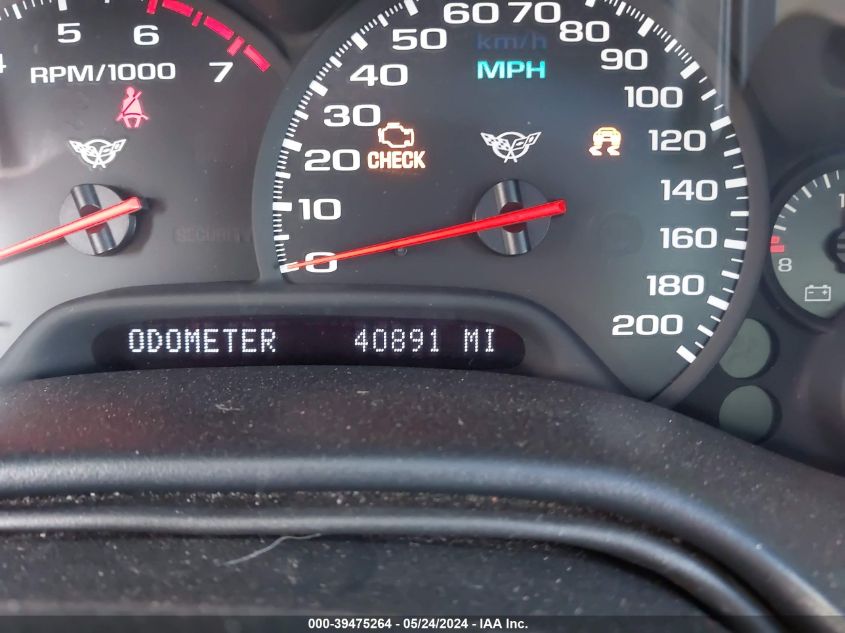 5 6 7
RPM/1000
0 10 20 30 40 50 60 70 80 90 100 120 140 160 180 200
km/h
MPH
CHECK
SECURITY
8
ODOMETER 40891 MI
000-39475264 - 05/24/2024 - IAA Inc.